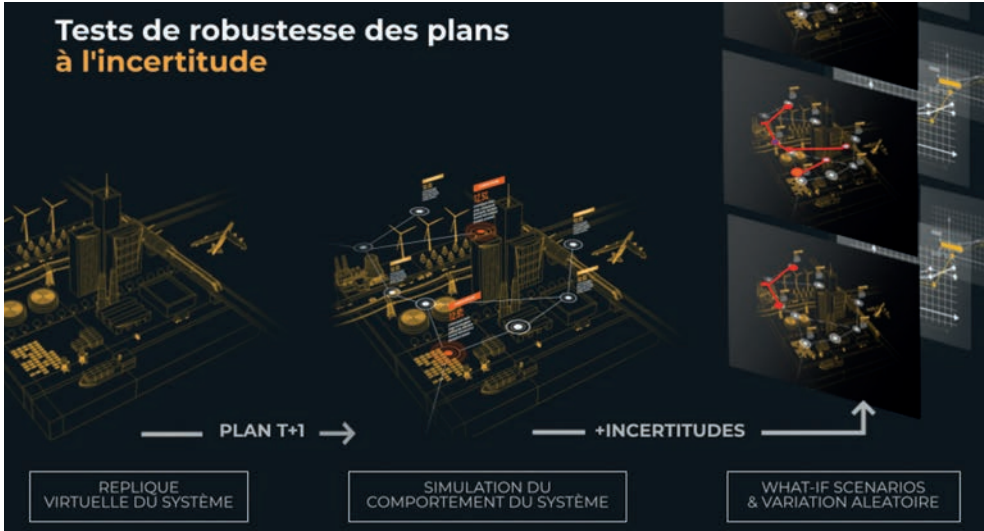 Tests de robustesse des plans
à l'incertitude
PLAN T+1
+INCERTITUDES
REPLIQUE
VIRTUELLE DU SYSTÈME
SIMULATION DU
COMPORTEMENT DU SYSTÈME
WHAT-IF SCENARIOS
& VARIATION ALEATOIRE